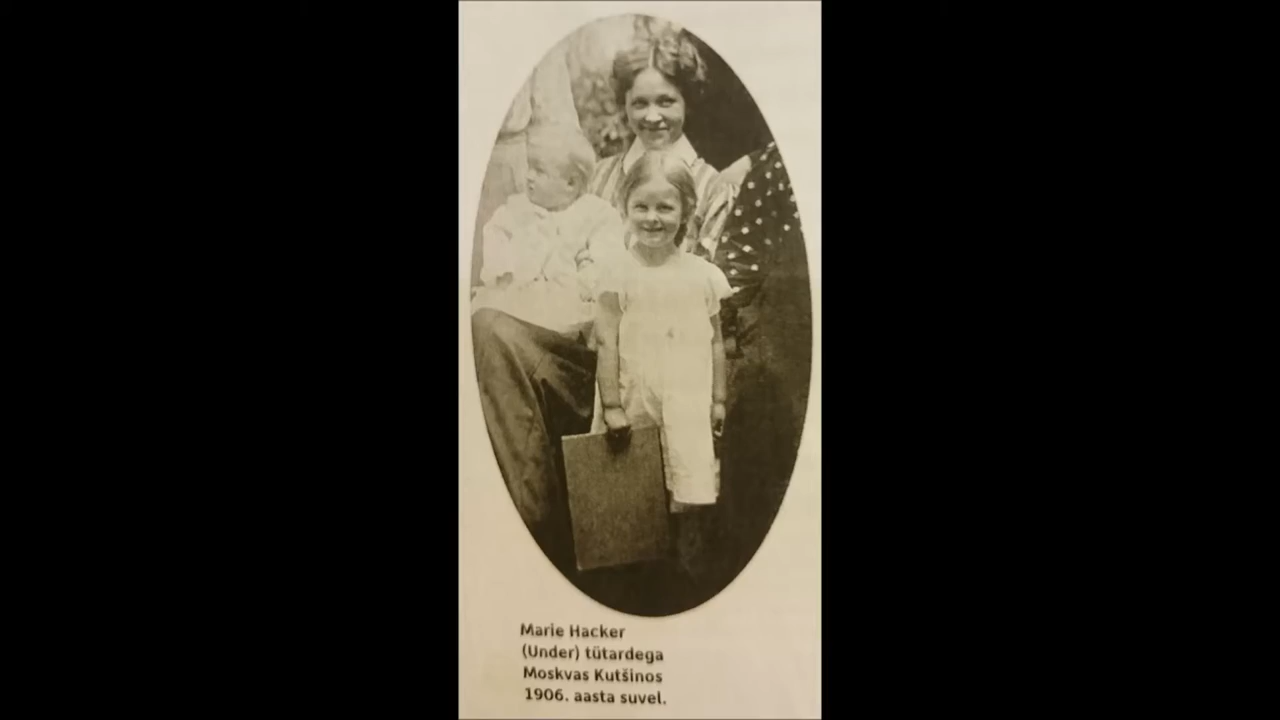 Marie Hacker
(Under) tütardega
Moskvas Kutšinos
1906. aasta suvel.